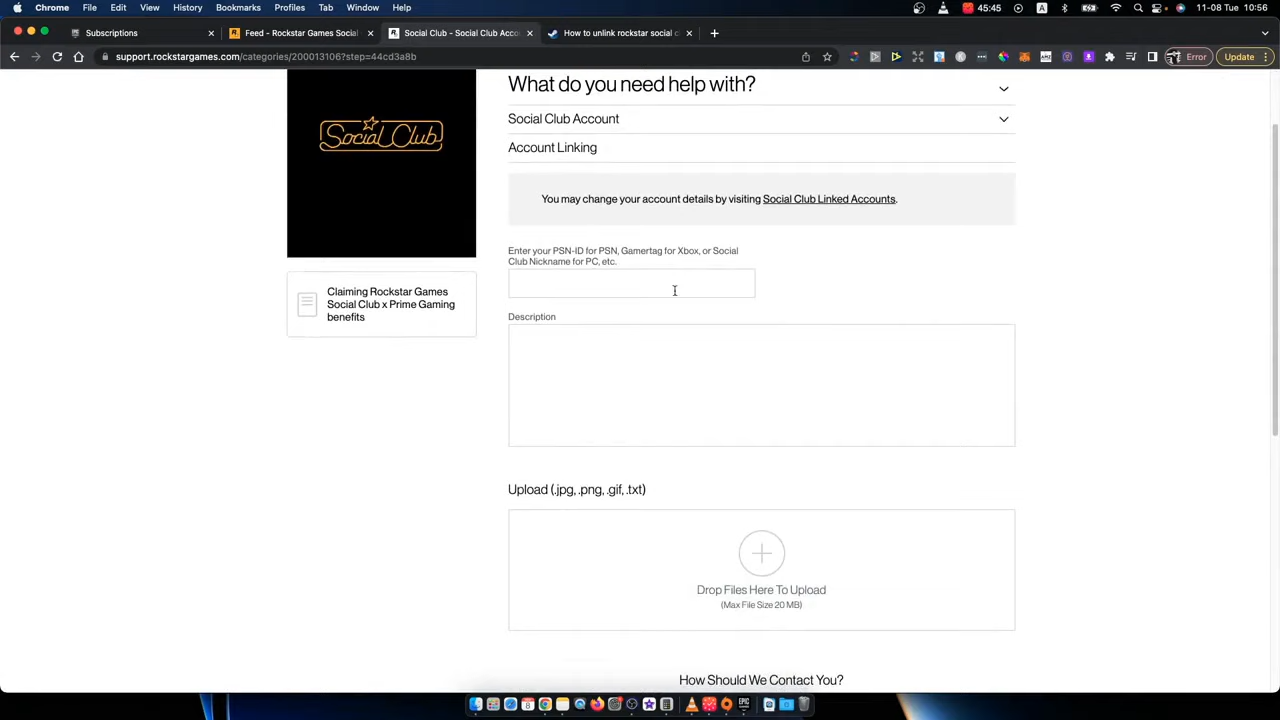 Chrome File Edit View History Bookmarks Profiles Tab Window Help 45:45 A 11-08 Tue 10:56
Subscriptions Feed - Rockstar Games Social Social Club - Social Club Acco How to unlink rockstar social c
support.rockstargames.com/categories/200013106?step=44cd3a8b Error Update
What do you need help with?
Social Club
Social Club Account
Account Linking
You may change your account details by visiting Social Club Linked Accounts.
Enter your PSN-ID for PSN, Gamertag for Xbox, or Social
Club Nickname for PC, etc.
Claiming Rockstar Games
Social Club x Prime Gaming
benefits
Description
Upload (.jpg, .png, .gif, .txt)
Drop Files Here To Upload
(Max File Size 20 MB)
How Should We Contact You?